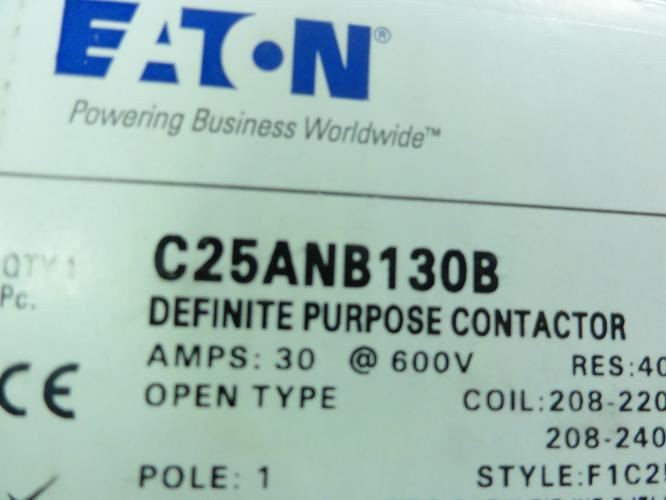 EATON®
Powering Business Worldwide™
QTY 1 C25ANB130B
Pc. DEFINITE PURPOSE CONTACTOR
AMPS: 30 @ 600V RES:40
CE OPEN TYPE COIL:208-220
208-240
POLE: 1 STYLE:F1C25